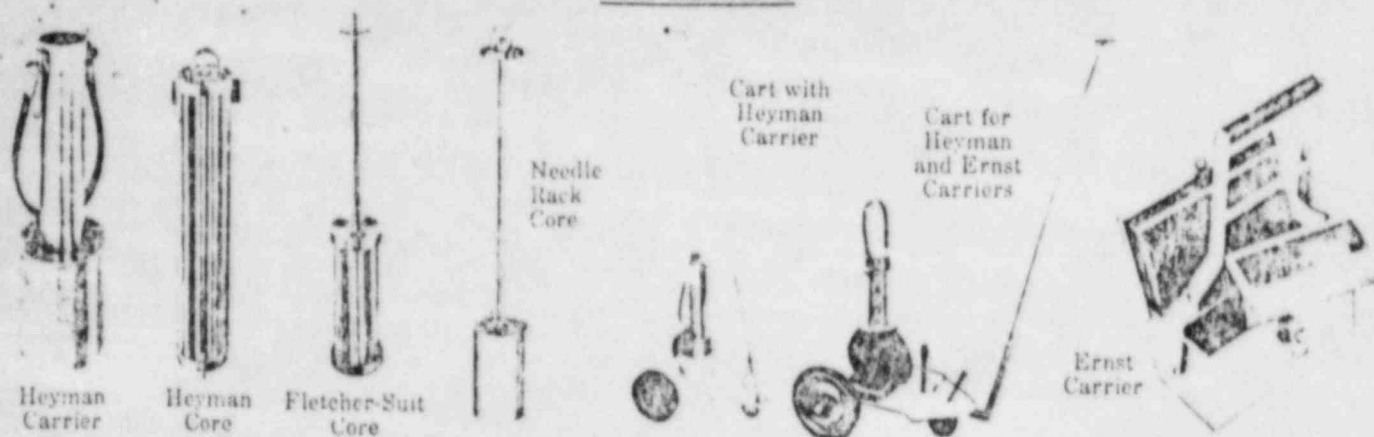 Heyman
Carrier
Heyman
Core
Fletcher-Suit
Core
Needle
Rack
Core
Cart with
Heyman
Carrier
Cart for
Heyman
and Ernst
Carriers
Ernst
Carrier